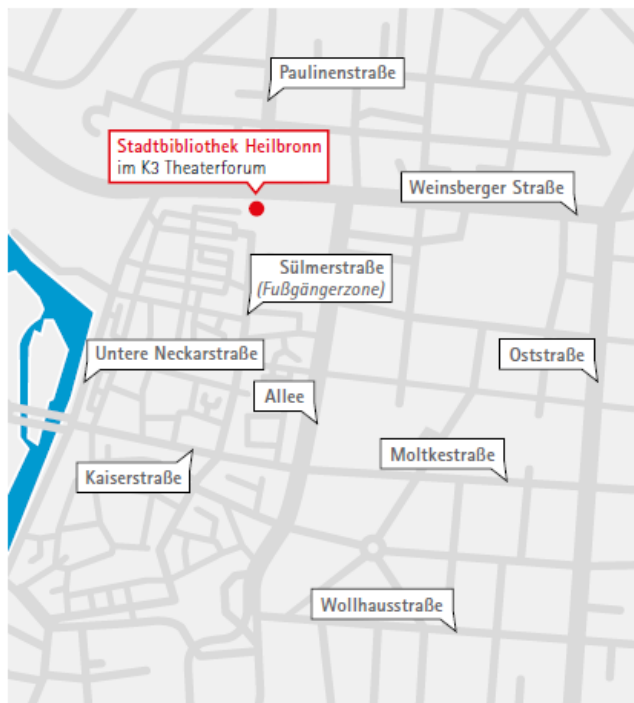 Paulinenstraße
Stadtbibliothek Heilbronn
im K3 Theaterforum
Weinsberger Straße
Sülmerstraße
(Fußgängerzone)
Untere Neckarstraße
Oststraße
Allee
Moltkestraße
Kaiserstraße
Wollhausstraße